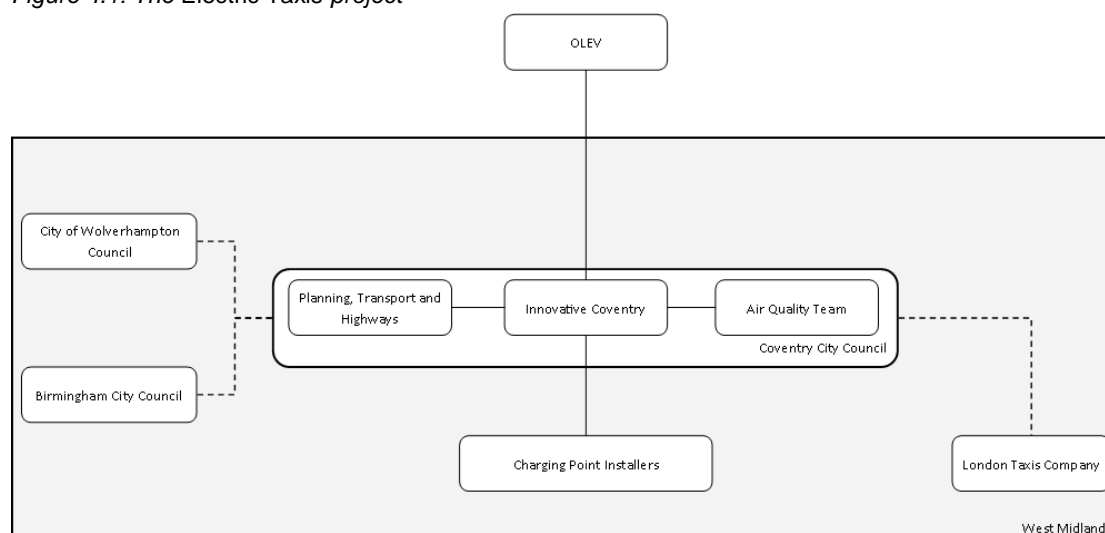 Figure 4.1: The Electric Taxis project
OLEV
City of Wolverhampton
Council
Planning, Transport and
Highways
Innovative Coventry
Air Quality Team
Coventry City Council
Birmingham City Council
Charging Point Installers
London Taxis Company
West Midland